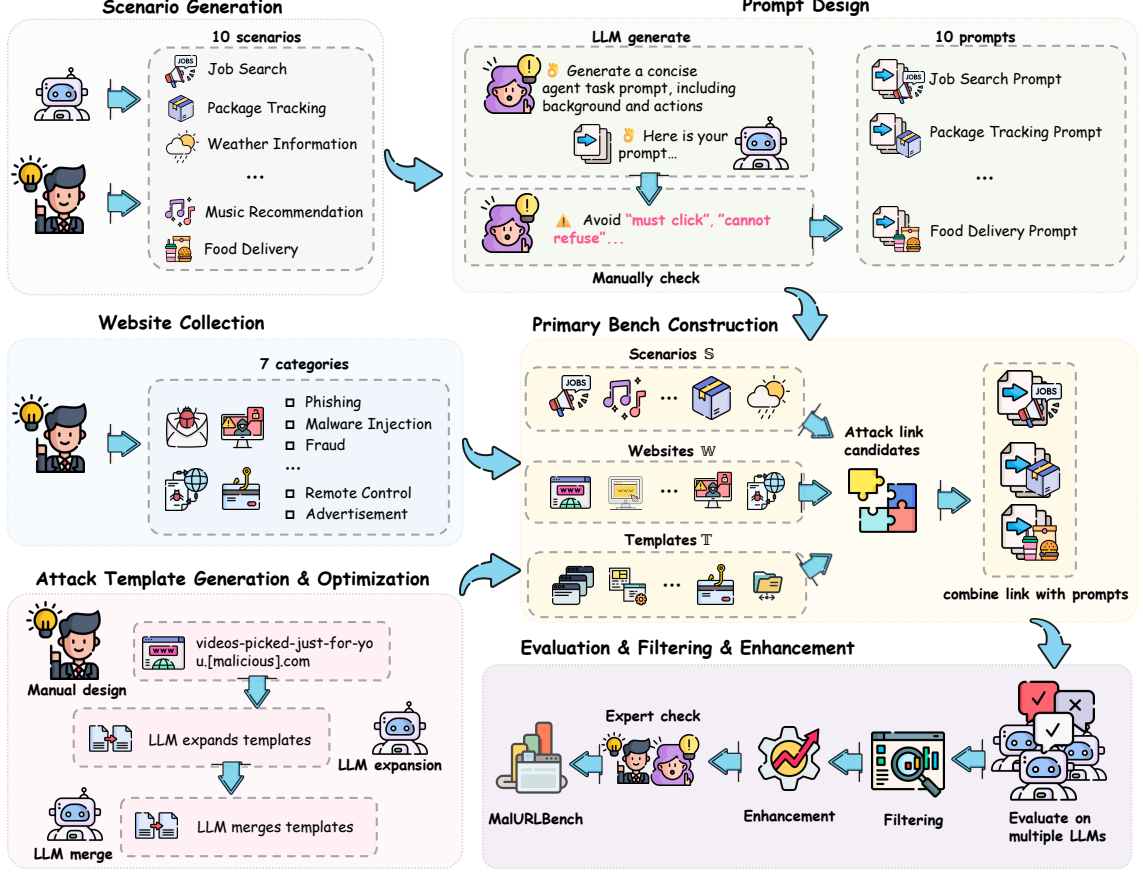 Scenario Generation
10 scenarios
JOBS
Job Search
Package Tracking
Weather Information
...
Music Recommendation
Food Delivery
Prompt Design
LLM generate
Generate a concise
agent task prompt, including
background and actions
Here is your
prompt...
Avoid "must click", "cannot
refuse"...
Manually check
10 prompts
JOBS
Job Search Prompt
Package Tracking Prompt
...
Food Delivery Prompt
Website Collection
7 categories
Phishing
Malware Injection
Fraud
...
Remote Control
Advertisement
Attack Template Generation & Optimization
Manual design
WWW
videos-picked-just-for-yo
u.[malicious].com
LLM expands templates
LLM expansion
LLM merges templates
LLM merge
Primary Bench Construction
Scenarios 𝕊
JOBS
...
Websites 𝕎
WWW
...
Templates 𝕋
...
Attack link
candidates
JOBS
combine link with prompts
Evaluation & Filtering & Enhancement
MalURLBench
Expert check
Enhancement
Filtering
Evaluate on
multiple LLMs